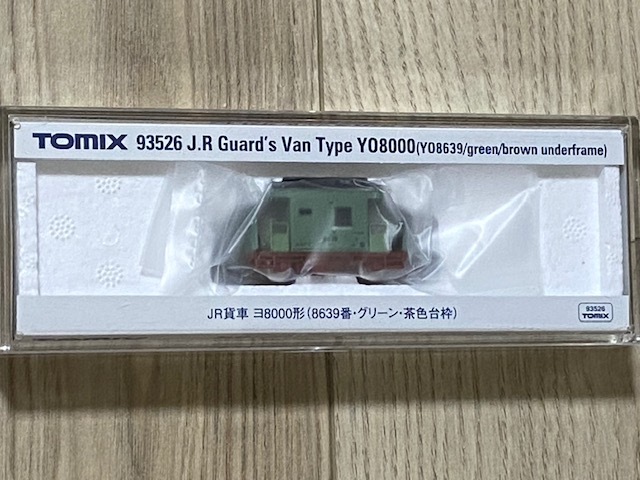 TOMIX 93526 J.R Guard's Van Type YO8000(YO8639/green/brown underframe)
JR貨車 ヨ8000形(8639番・グリーン・茶色台枠)
93526
TOMIX